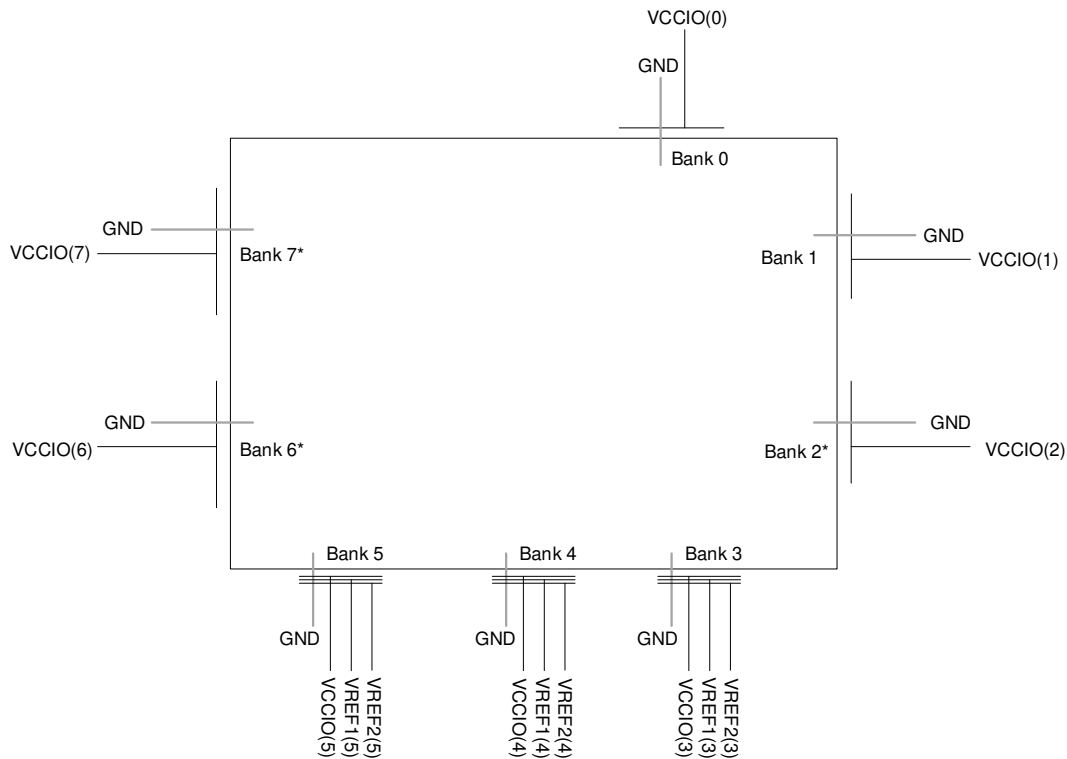 VCCIO(0)
GND
Bank 0
GND
VCCIO(7)
Bank 7*
GND
Bank 1
VCCIO(1)
GND
VCCIO(6)
Bank 6*
GND
Bank 2*
VCCIO(2)
Bank 5
Bank 4
Bank 3
GND
GND
GND
VCCIO(5)
VREF1(5)
VREF2(5)
VCCIO(4)
VREF1(4)
VREF2(4)
VCCIO(3)
VREF1(3)
VREF2(3)